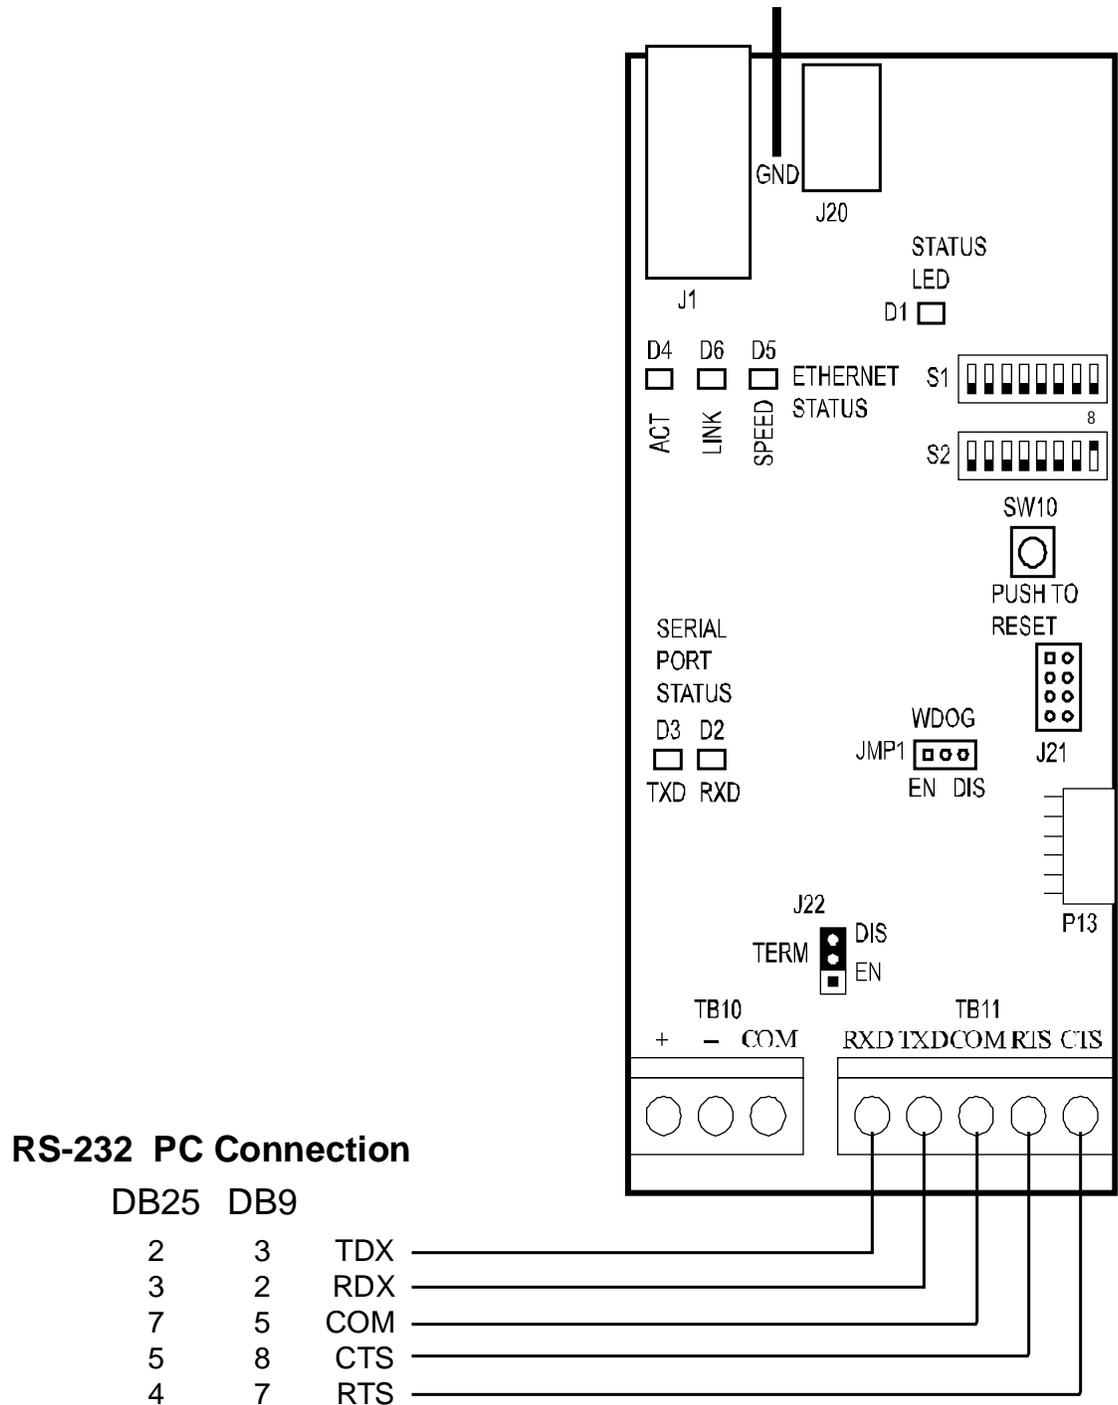 GND
J20
STATUS
LED
J1
D1
D4 D6 D5
ETHERNET
STATUS
S1
ACT
LINK
SPEED
8
S2
SW10
PUSH TO
RESET
SERIAL
PORT
STATUS
D3 D2
WDOG
JMP1
J21
TXD RXD
EN DIS
J22
P13
DIS
TERM
EN
TB10 TB11
+ – COM RXD TXD COM RTS CTS
RS-232 PC Connection
DB25 DB9
2 3 TDX
3 2 RDX
7 5 COM
5 8 CTS
4 7 RTS